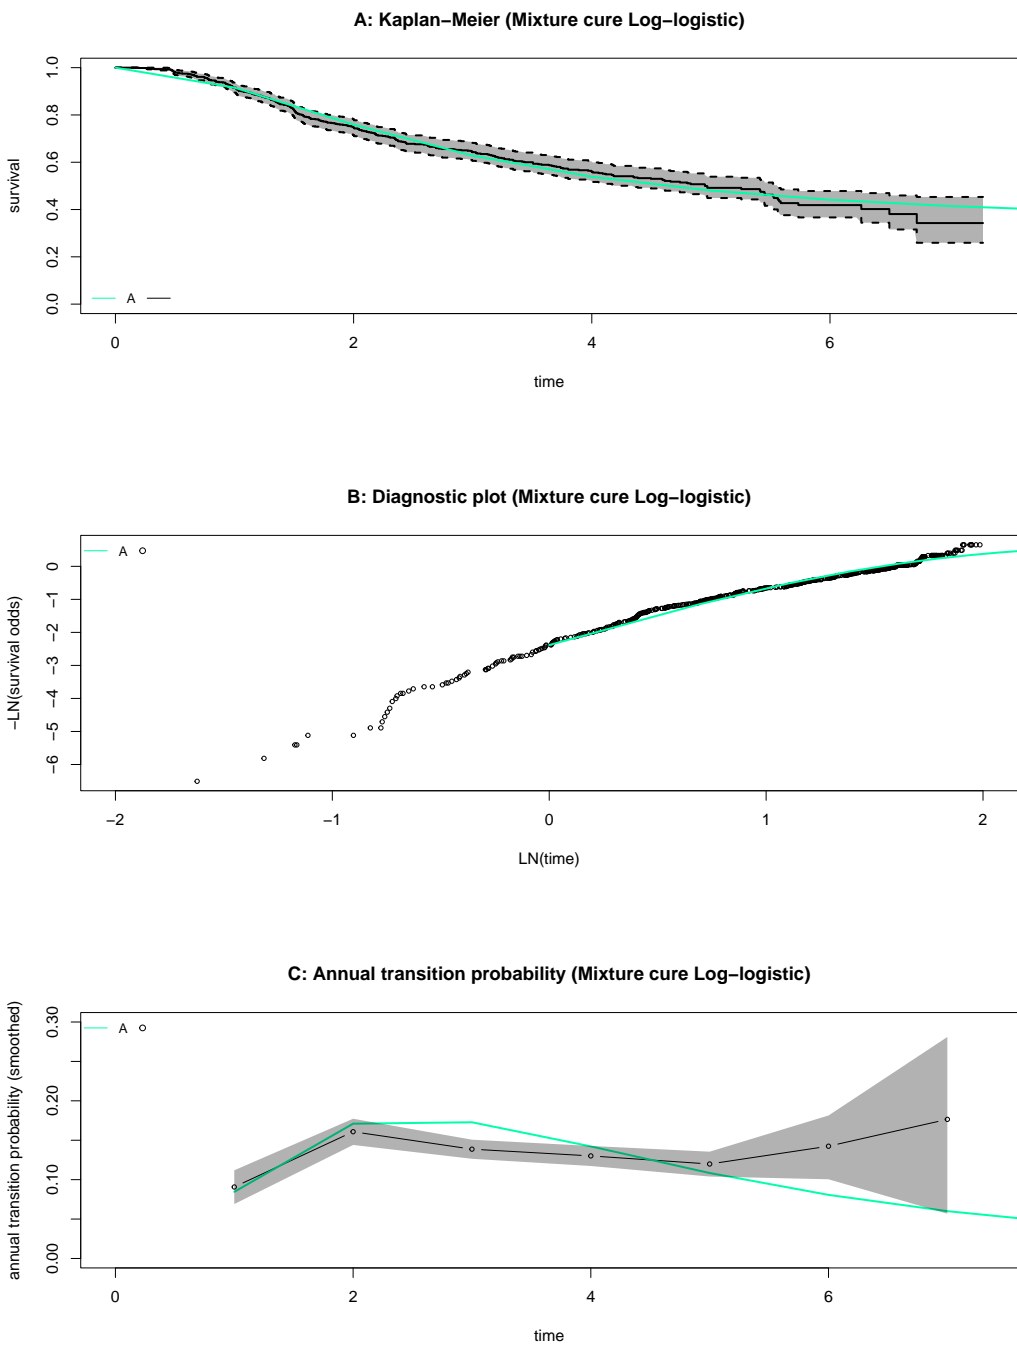 A: Kaplan−Meier (Mixture cure Log−logistic)
survival
1.0
0.8
0.6
0.4
0.2
0.0
A
0 2 4 6
time
B: Diagnostic plot (Mixture cure Log−logistic)
−LN(survival odds)
A
0
−1
−2
−3
−4
−5
−6
−2 −1 0 1 2
LN(time)
C: Annual transition probability (Mixture cure Log−logistic)
annual transition probability (smoothed)
A
0.30
0.20
0.10
0.00
0 2 4 6
time